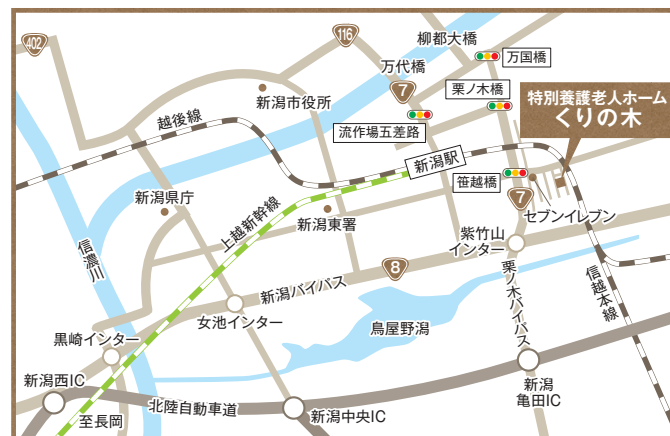 402
116
柳都大橋
万国橋
万代橋
7
栗ノ木橋
特別養護老人ホーム
くりの木
新潟市役所
越後線
流作場五差路
新潟駅
笹越橋
7
セブンイレブン
新潟県庁
上越新幹線
新潟東署
紫竹山
インター
信濃川
8
新潟バイパス
栗ノ木バイパス
信越本線
女池インター
鳥屋野潟
黒崎インター
新潟西IC
北陸自動車道
新潟中央IC
新潟
亀田IC
至長岡